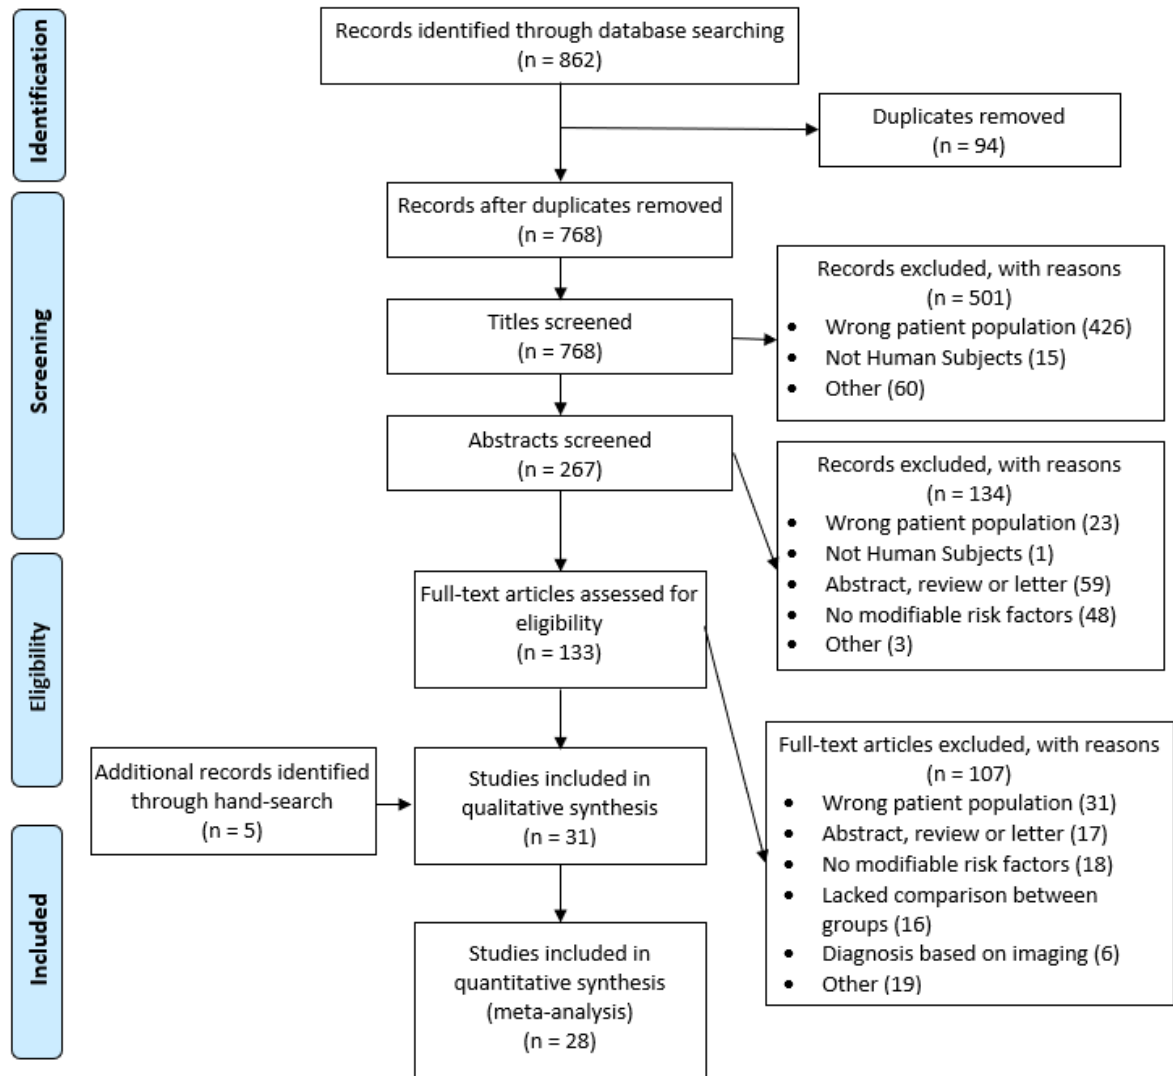 Identification
Records identified through database searching
(n = 862)
Duplicates removed
(n = 94)
Screening
Records after duplicates removed
(n = 768)
Titles screened
(n = 768)
Records excluded, with reasons
(n = 501)
• Wrong patient population (426)
• Not Human Subjects (15)
• Other (60)
Abstracts screened
(n = 267)
Records excluded, with reasons
(n = 134)
• Wrong patient population (23)
• Not Human Subjects (1)
• Abstract, review or letter (59)
• No modifiable risk factors (48)
• Other (3)
Eligibility
Full-text articles assessed for
eligibility
(n = 133)
Full-text articles excluded, with reasons
(n = 107)
• Wrong patient population (31)
• Abstract, review or letter (17)
• No modifiable risk factors (18)
• Lacked comparison between
groups (16)
• Diagnosis based on imaging (6)
• Other (19)
Additional records identified
through hand-search
(n = 5)
Studies included in
qualitative synthesis
(n = 31)
Included
Studies included in
quantitative synthesis
(meta-analysis)
(n = 28)